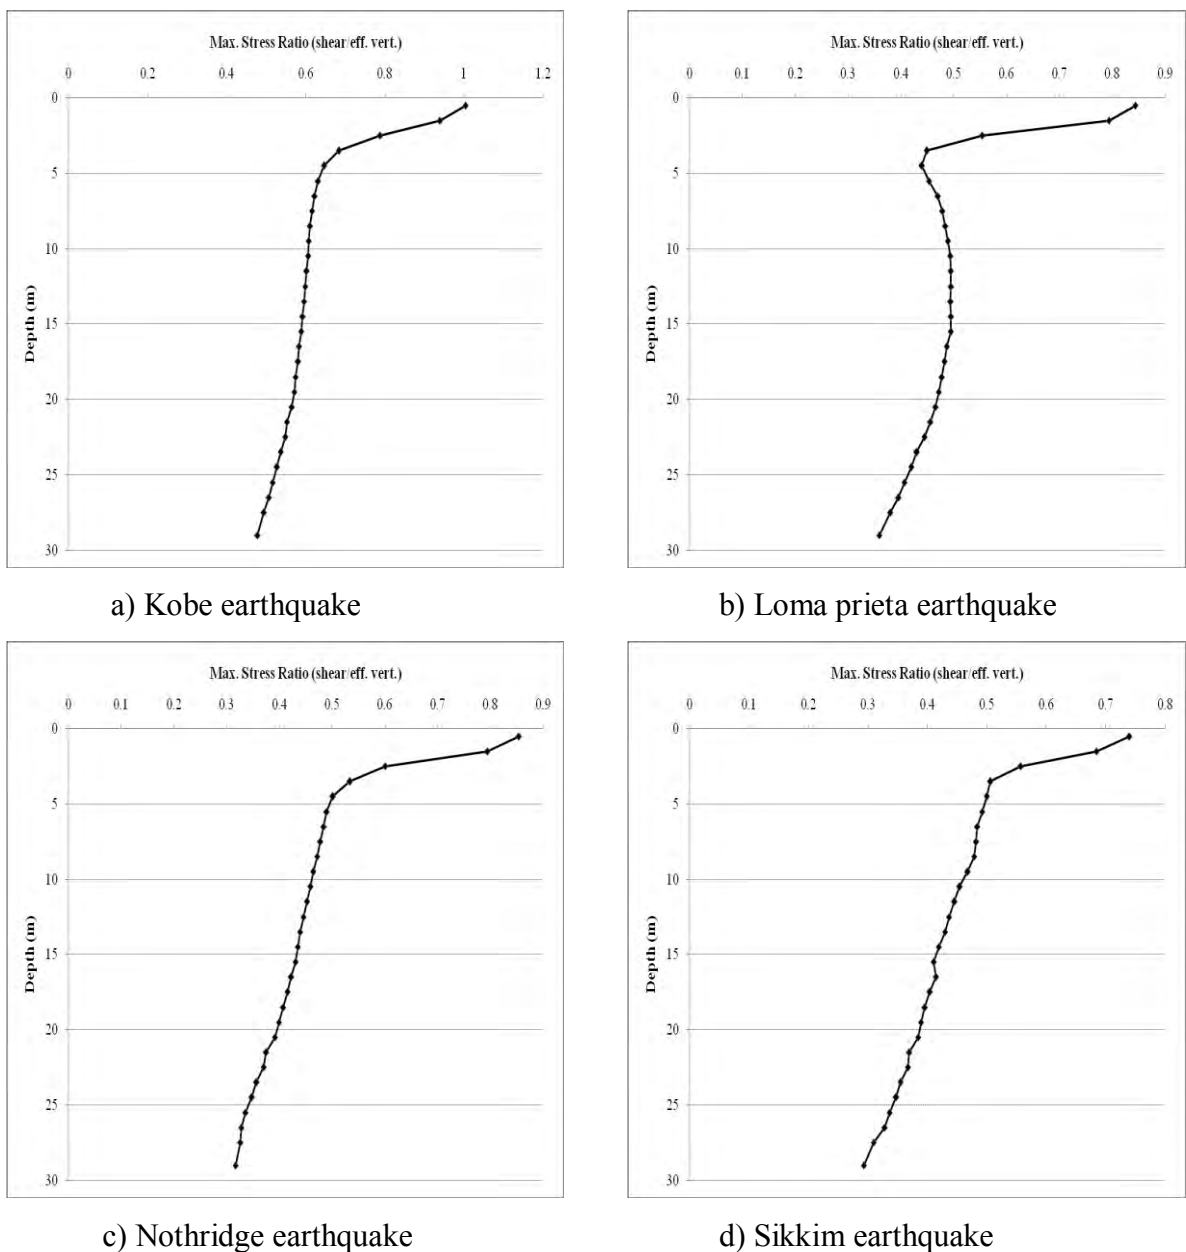 Max. Stress Ratio (shear/eff. vert.)
0 0.2 0.4 0.6 0.8 1 1.2
0
5
10
15
20
25
30
Depth (m)
a) Kobe earthquake
Max. Stress Ratio (shear/eff. vert.)
0 0.1 0.2 0.3 0.4 0.5 0.6 0.7 0.8 0.9
0
5
10
15
20
25
30
Depth (m)
b) Loma prieta earthquake
Max. Stress Ratio (shear/eff. vert.)
0 0.1 0.2 0.3 0.4 0.5 0.6 0.7 0.8 0.9
0
5
10
15
20
25
30
Depth (m)
c) Nothridge earthquake
Max. Stress Ratio (shear/eff. vert.)
0 0.1 0.2 0.3 0.4 0.5 0.6 0.7 0.8
0
5
10
15
20
25
30
Depth (m)
d) Sikkim earthquake